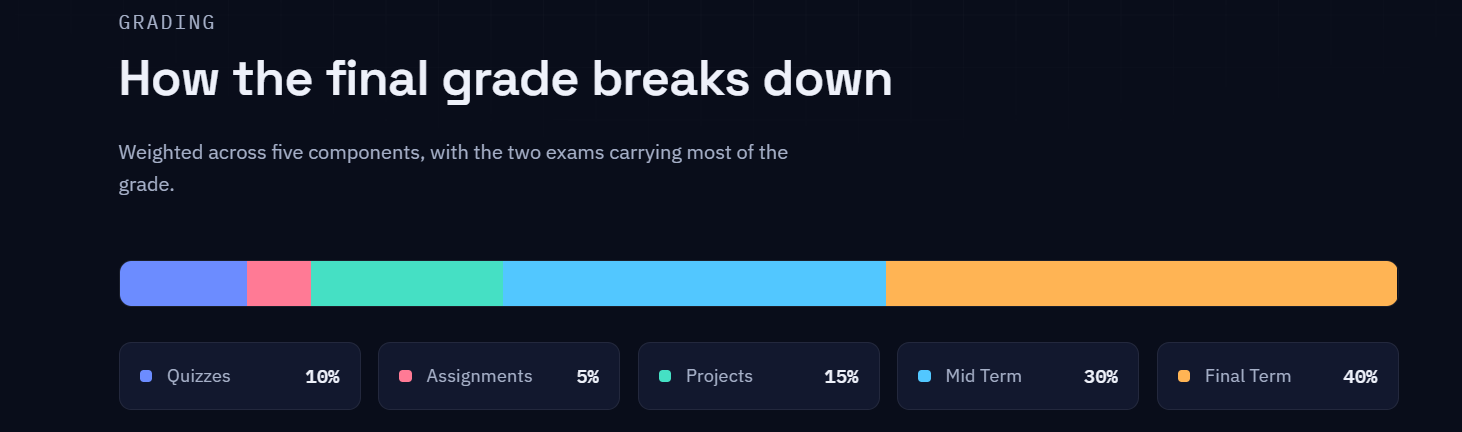 GRADING
How the final grade breaks down
Weighted across five components, with the two exams carrying most of the
grade.
Quizzes 10%
Assignments 5%
Projects 15%
Mid Term 30%
Final Term 40%